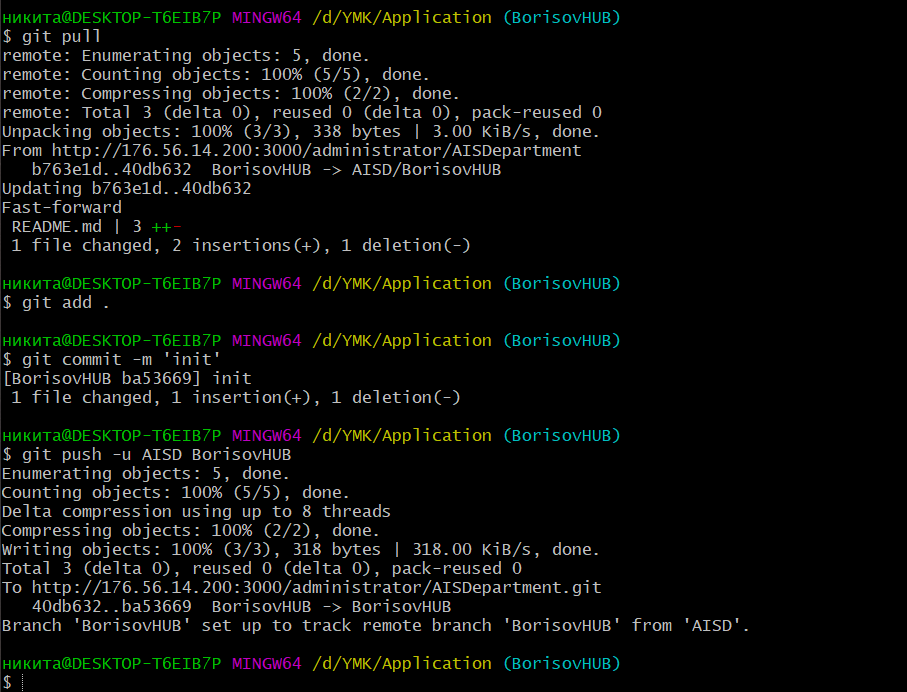 никита@DESKTOP-T6EIB7P MINGW64 /d/YMK/Application (BorisovHUB)
$ git pull
remote: Enumerating objects: 5, done.
remote: Counting objects: 100% (5/5), done.
remote: Compressing objects: 100% (2/2), done.
remote: Total 3 (delta 0), reused 0 (delta 0), pack-reused 0
Unpacking objects: 100% (3/3), 338 bytes | 3.00 KiB/s, done.
From http://176.56.14.200:3000/administrator/AISDepartment
   b763e1d..40db632  BorisovHUB -> AISD/BorisovHUB
Updating b763e1d..40db632
Fast-forward
 README.md | 3 ++-
 1 file changed, 2 insertions(+), 1 deletion(-)

никита@DESKTOP-T6EIB7P MINGW64 /d/YMK/Application (BorisovHUB)
$ git add .

никита@DESKTOP-T6EIB7P MINGW64 /d/YMK/Application (BorisovHUB)
$ git commit -m 'init'
[BorisovHUB ba53669] init
 1 file changed, 1 insertion(+), 1 deletion(-)

никита@DESKTOP-T6EIB7P MINGW64 /d/YMK/Application (BorisovHUB)
$ git push -u AISD BorisovHUB
Enumerating objects: 5, done.
Counting objects: 100% (5/5), done.
Delta compression using up to 8 threads
Compressing objects: 100% (2/2), done.
Writing objects: 100% (3/3), 318 bytes | 318.00 KiB/s, done.
Total 3 (delta 0), reused 0 (delta 0), pack-reused 0
To http://176.56.14.200:3000/administrator/AISDepartment.git
   40db632..ba53669  BorisovHUB -> BorisovHUB
Branch 'BorisovHUB' set up to track remote branch 'BorisovHUB' from 'AISD'.

никита@DESKTOP-T6EIB7P MINGW64 /d/YMK/Application (BorisovHUB)
$